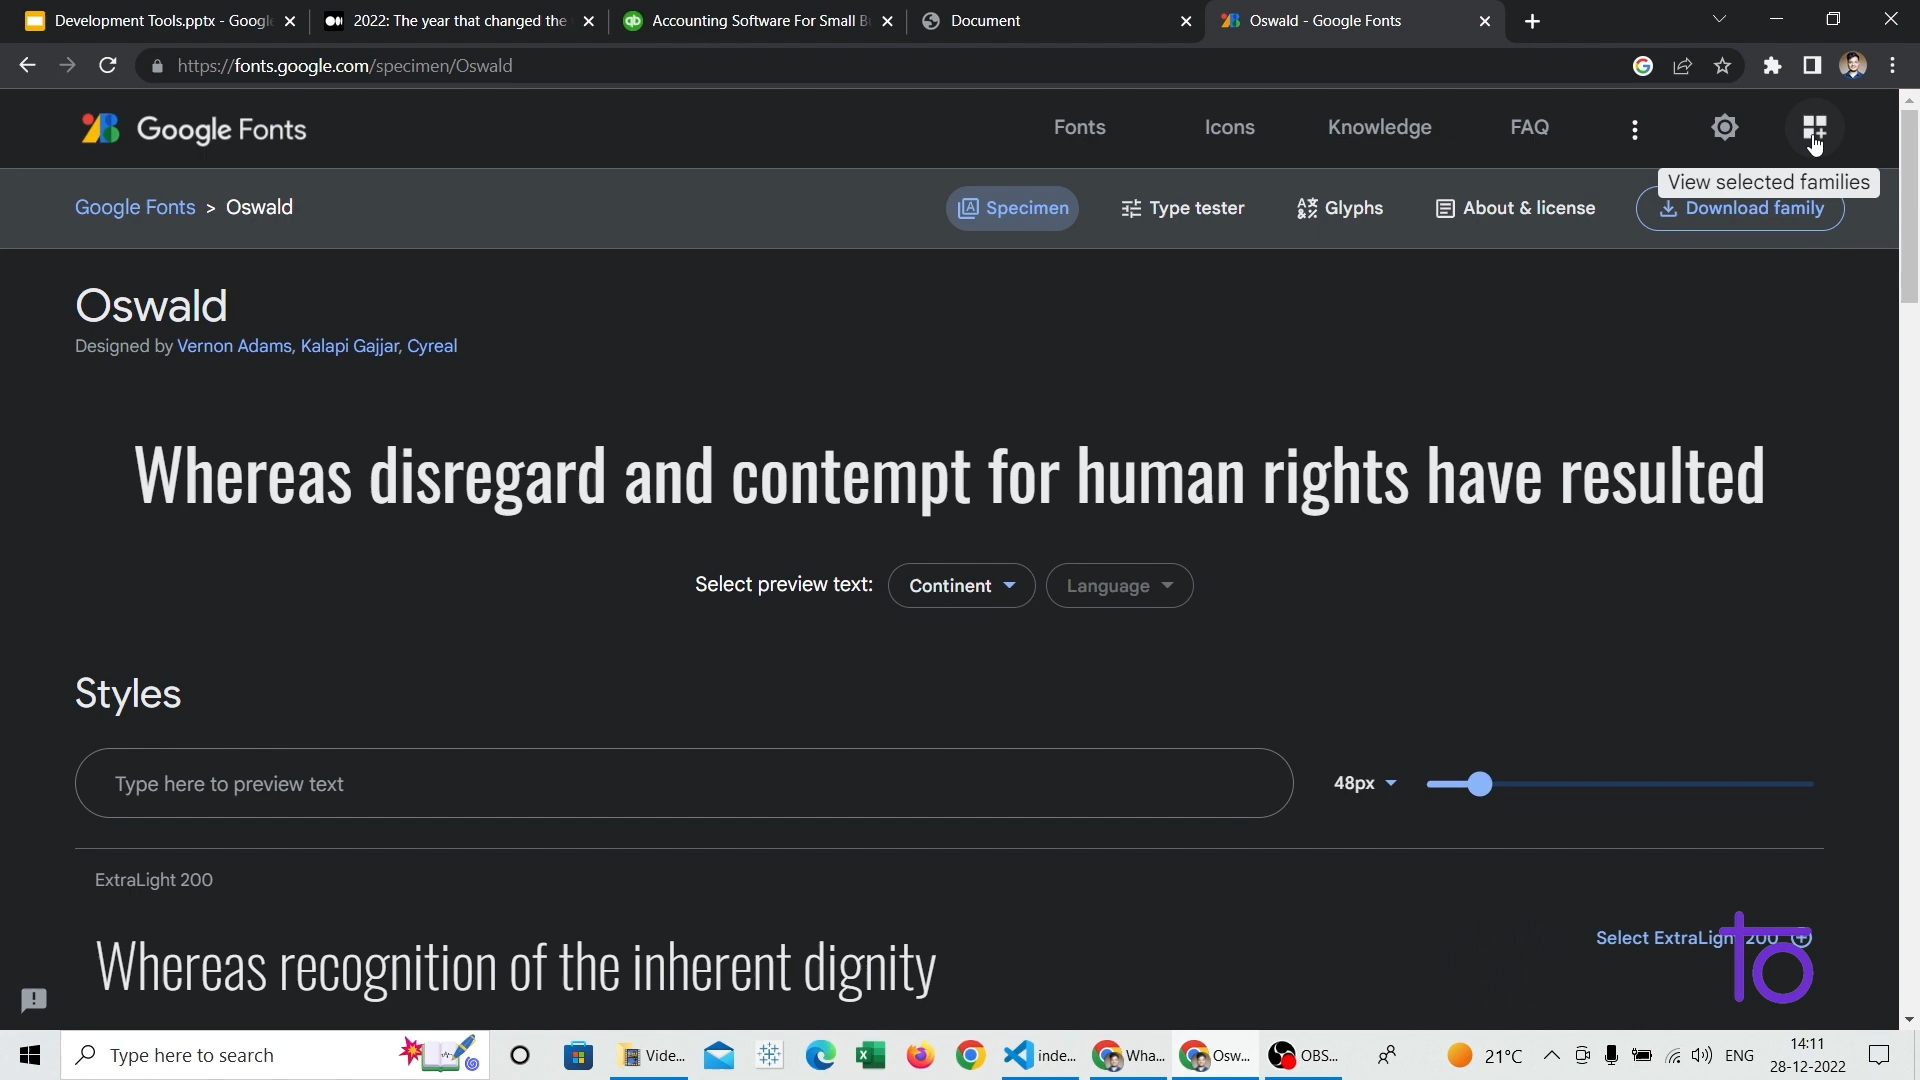 Development Tools.pptx - Googl
2022: The year that changed the
Accounting Software For Small B
Document
Oswald - Google Fonts
https://fonts.google.com/specimen/Oswald
Google Fonts
Fonts
Icons
Knowledge
FAQ
View selected families
Google Fonts > Oswald
Specimen
Type tester
Glyphs
About & license
Download family
Oswald
Designed by Vernon Adams, Kalapi Gajjar, Cyreal
Whereas disregard and contempt for human rights have resulted
Select preview text:
Continent
Language
Styles
Type here to preview text
48px
ExtraLight 200
Select ExtraLight 200
Whereas recognition of the inherent dignity
Type here to search
Vide...
inde...
Wha...
Osw...
OBS...
21°C
ENG
14:11
28-12-2022